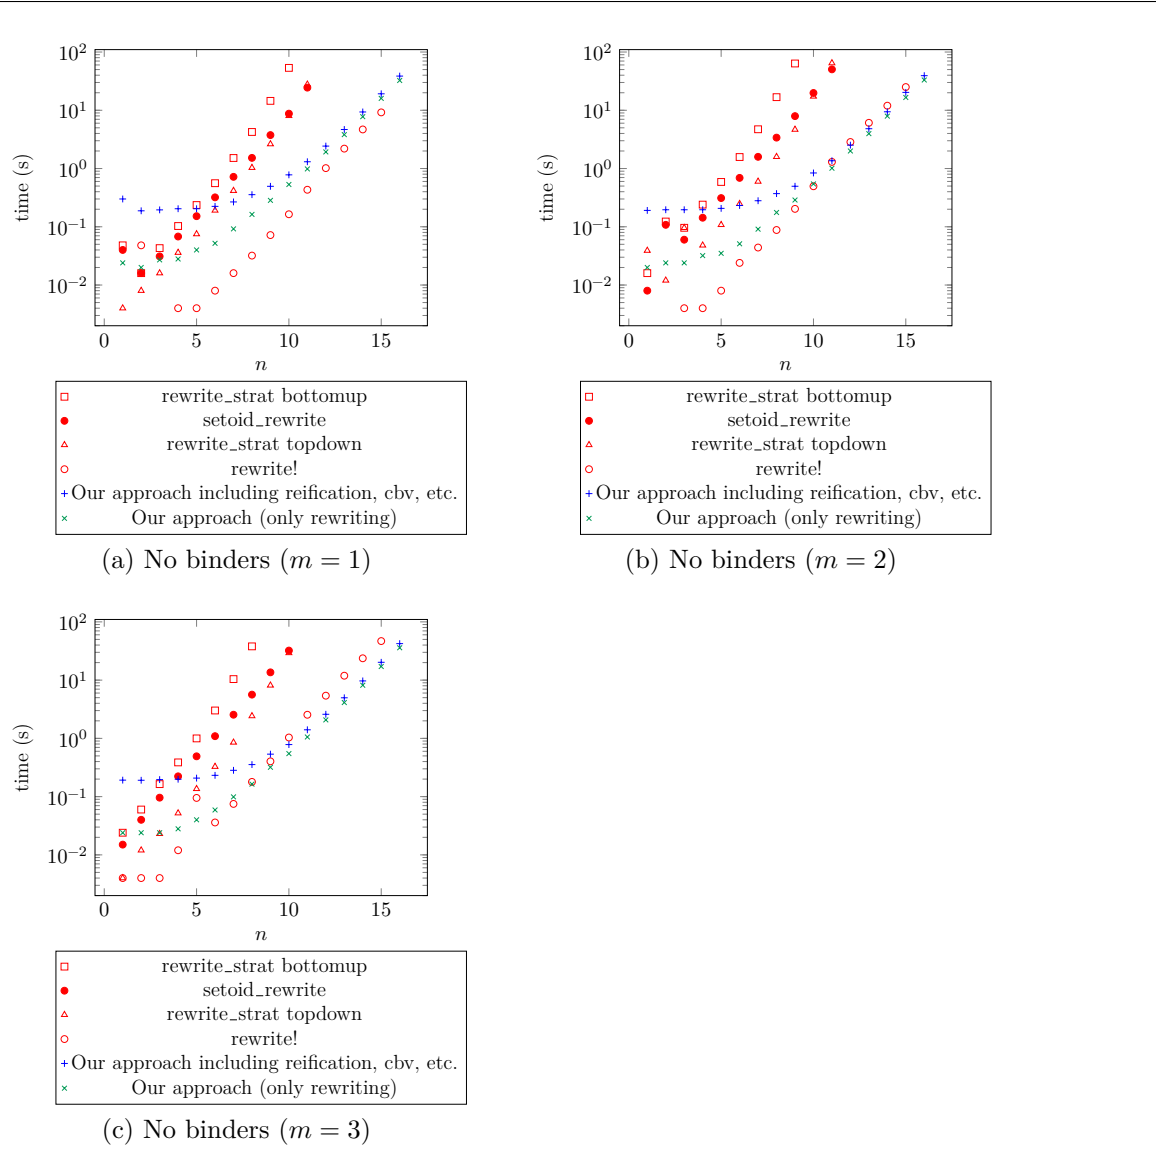 10^2
10^1
10^0
10^−1
10^−2
time (s)
0 5 10 15
n
rewrite_strat bottomup
setoid_rewrite
rewrite_strat topdown
rewrite!
Our approach including reification, cbv, etc.
Our approach (only rewriting)
(a) No binders (m = 1)
10^2
10^1
10^0
10^−1
10^−2
time (s)
0 5 10 15
n
rewrite_strat bottomup
setoid_rewrite
rewrite_strat topdown
rewrite!
Our approach including reification, cbv, etc.
Our approach (only rewriting)
(b) No binders (m = 2)
10^2
10^1
10^0
10^−1
10^−2
time (s)
0 5 10 15
n
rewrite_strat bottomup
setoid_rewrite
rewrite_strat topdown
rewrite!
Our approach including reification, cbv, etc.
Our approach (only rewriting)
(c) No binders (m = 3)